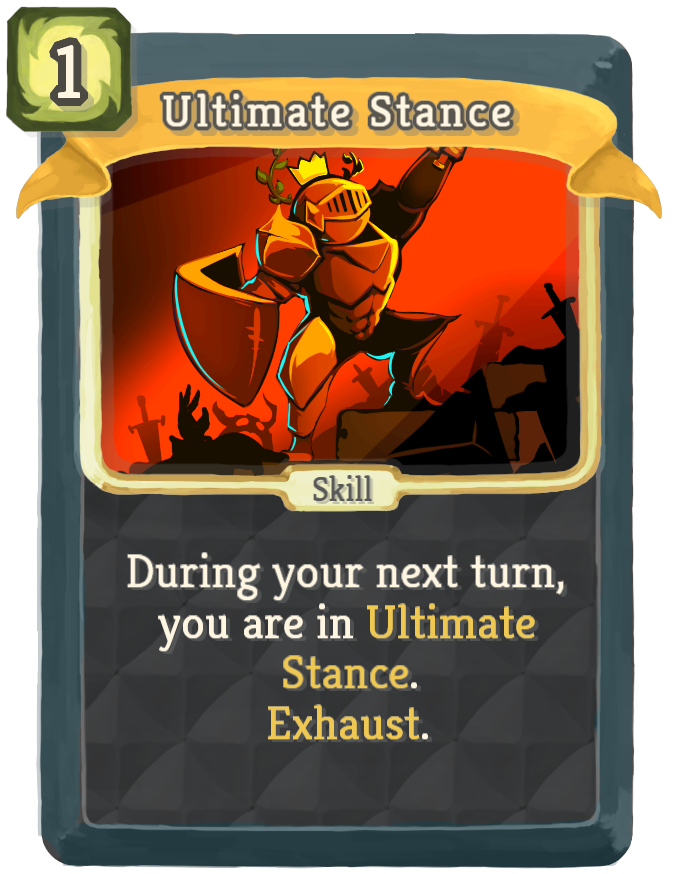 1
Ultimate Stance
Skill
During your next turn,
you are in Ultimate
Stance.
Exhaust.